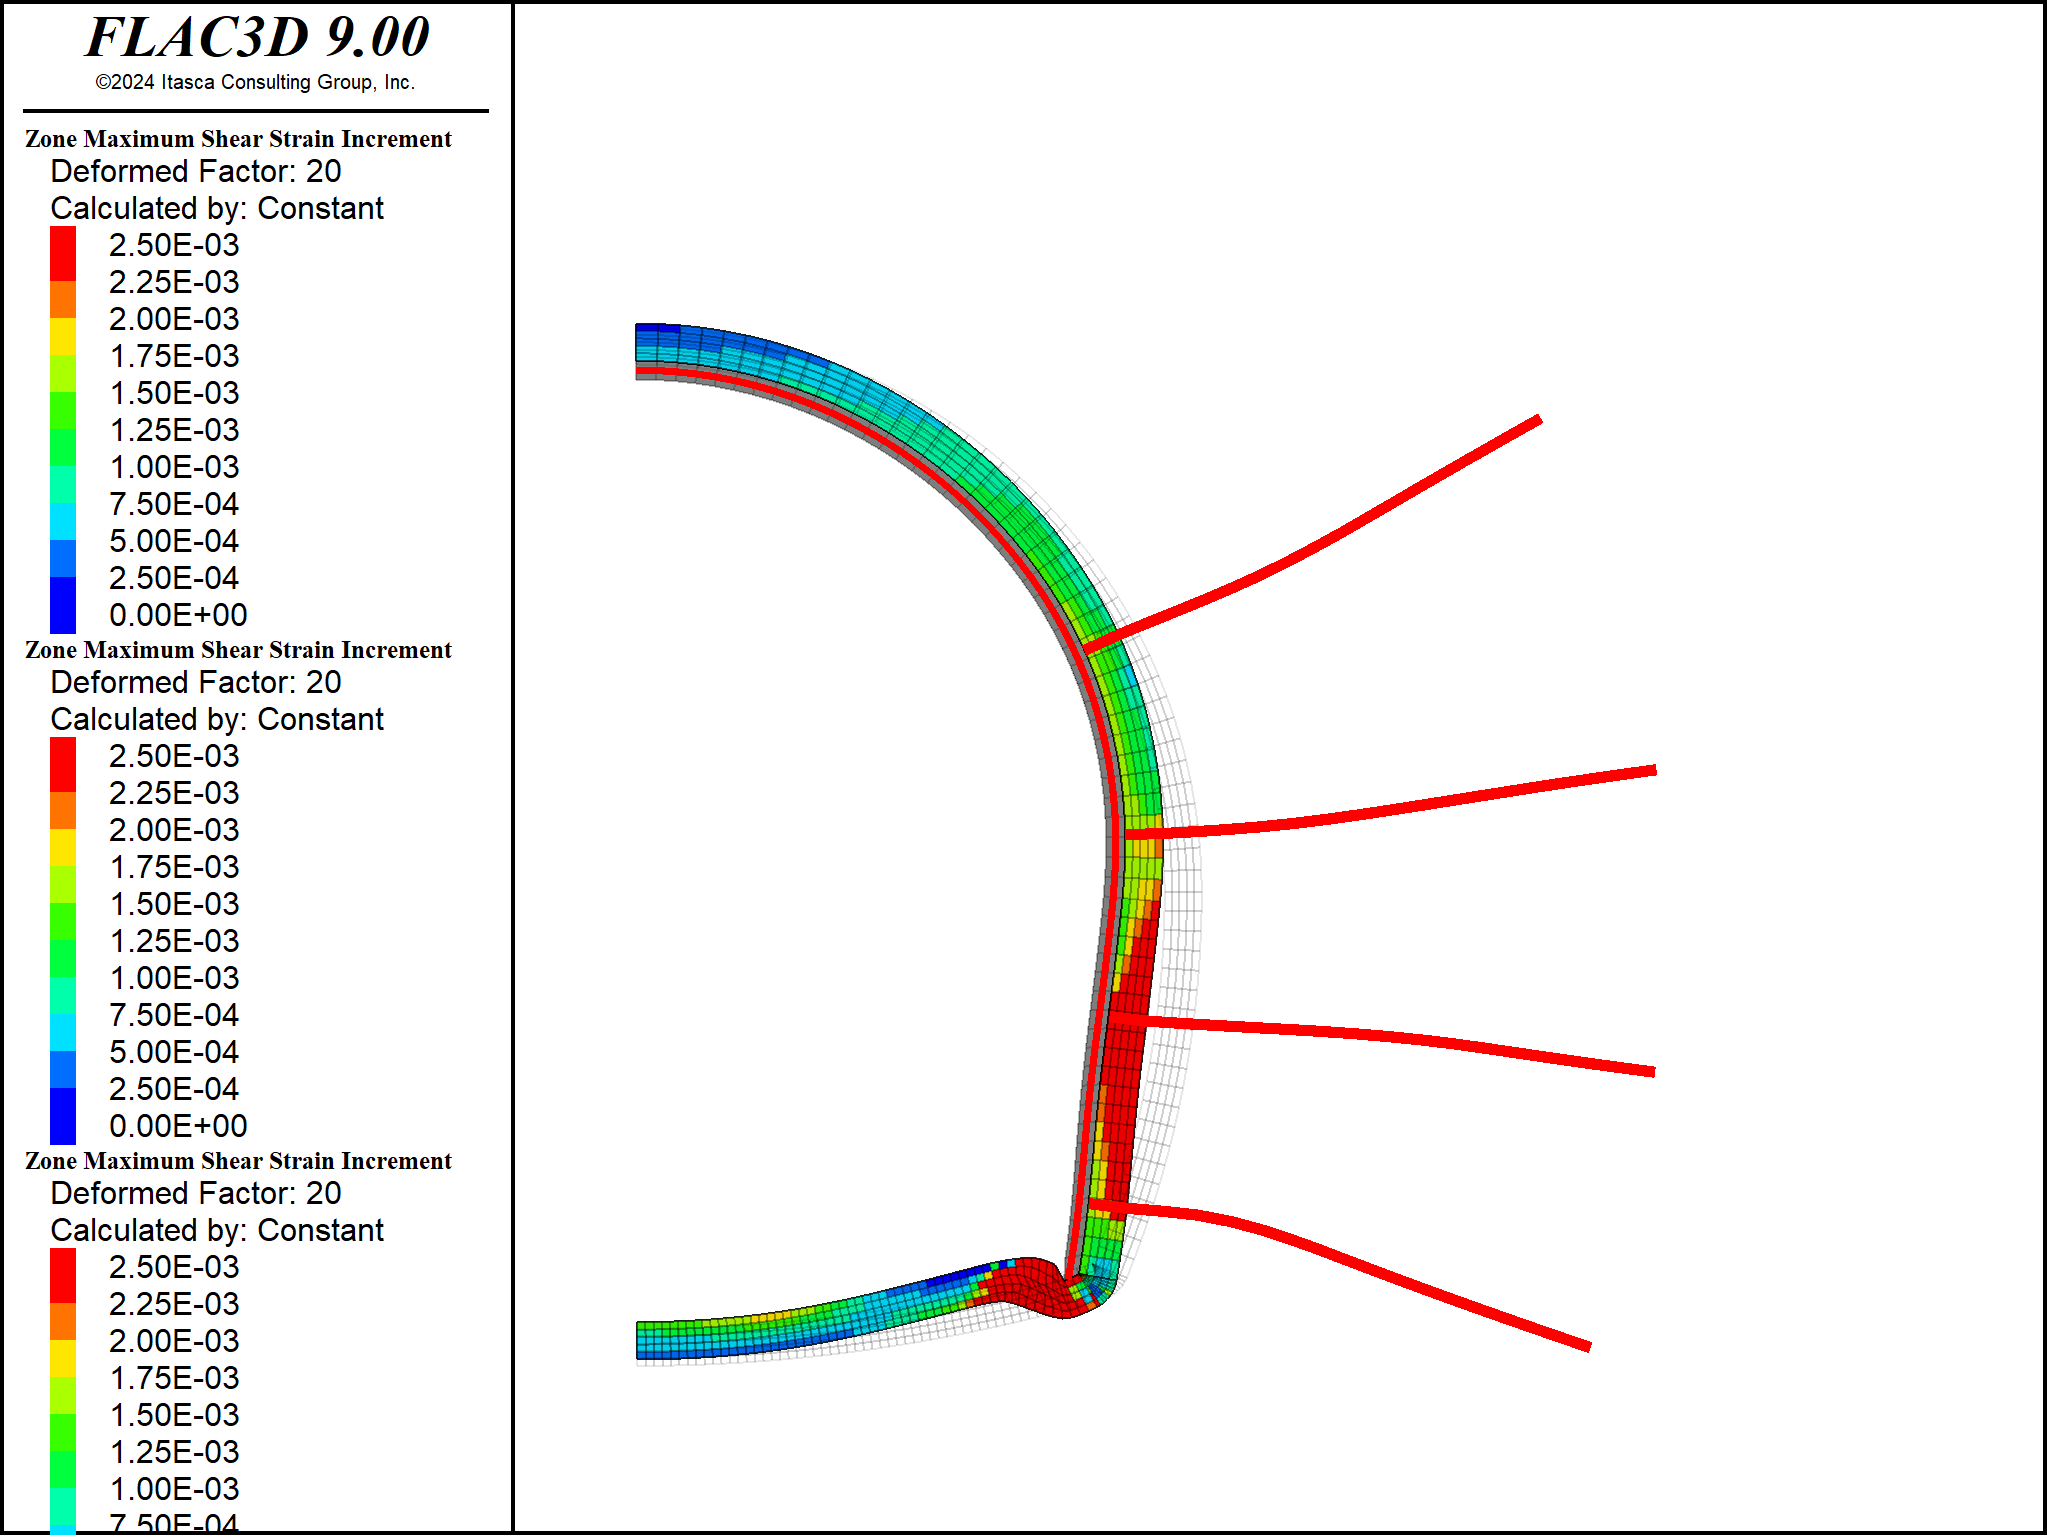 FLAC3D 9.00
©2024 Itasca Consulting Group, Inc.
Zone Maximum Shear Strain Increment
Deformed Factor: 20
Calculated by: Constant
2.50E-03
2.25E-03
2.00E-03
1.75E-03
1.50E-03
1.25E-03
1.00E-03
7.50E-04
5.00E-04
2.50E-04
0.00E+00
Zone Maximum Shear Strain Increment
Deformed Factor: 20
Calculated by: Constant
2.50E-03
2.25E-03
2.00E-03
1.75E-03
1.50E-03
1.25E-03
1.00E-03
7.50E-04
5.00E-04
2.50E-04
0.00E+00
Zone Maximum Shear Strain Increment
Deformed Factor: 20
Calculated by: Constant
2.50E-03
2.25E-03
2.00E-03
1.75E-03
1.50E-03
1.25E-03
1.00E-03
7.50E-04